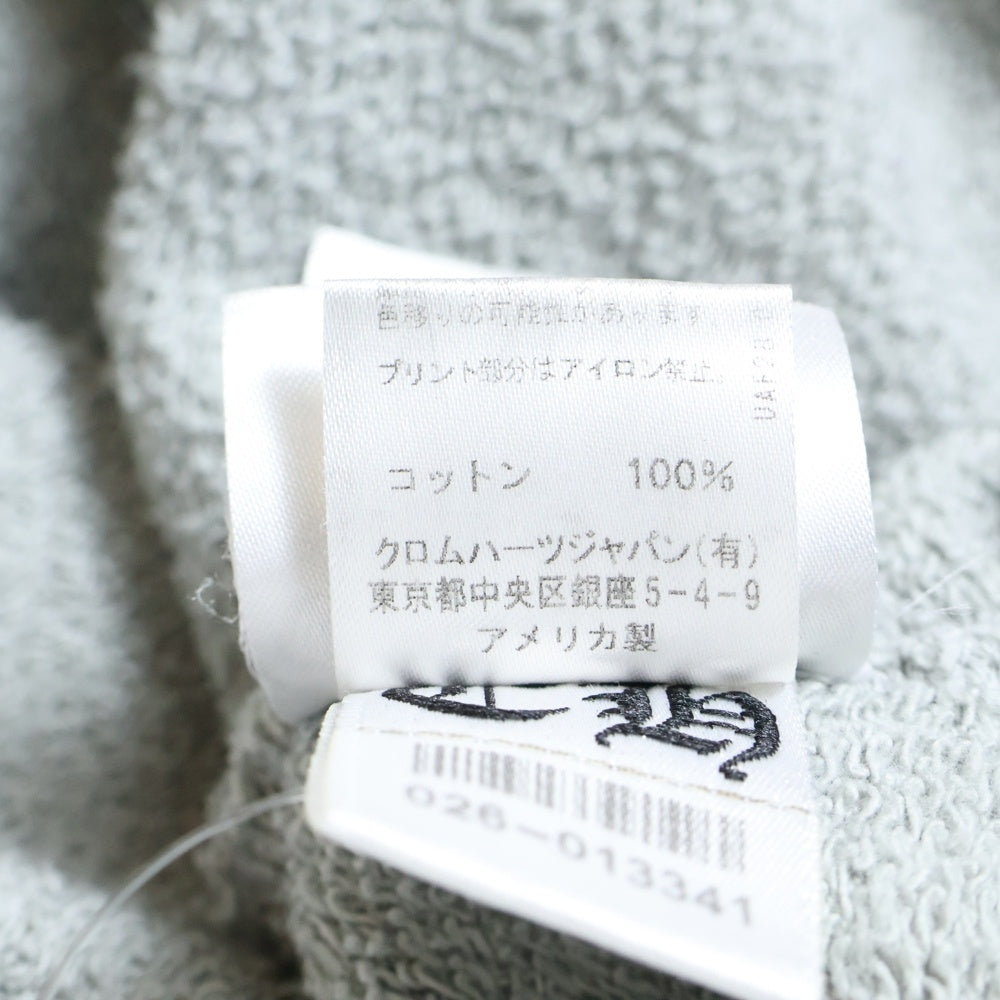 色移りの可能性があります。
プリント部分はアイロン禁止。
コットン 100%
クロムハーツジャパン(有)
東京都中央区銀座5-4-9
アメリカ製
CH
026-013341